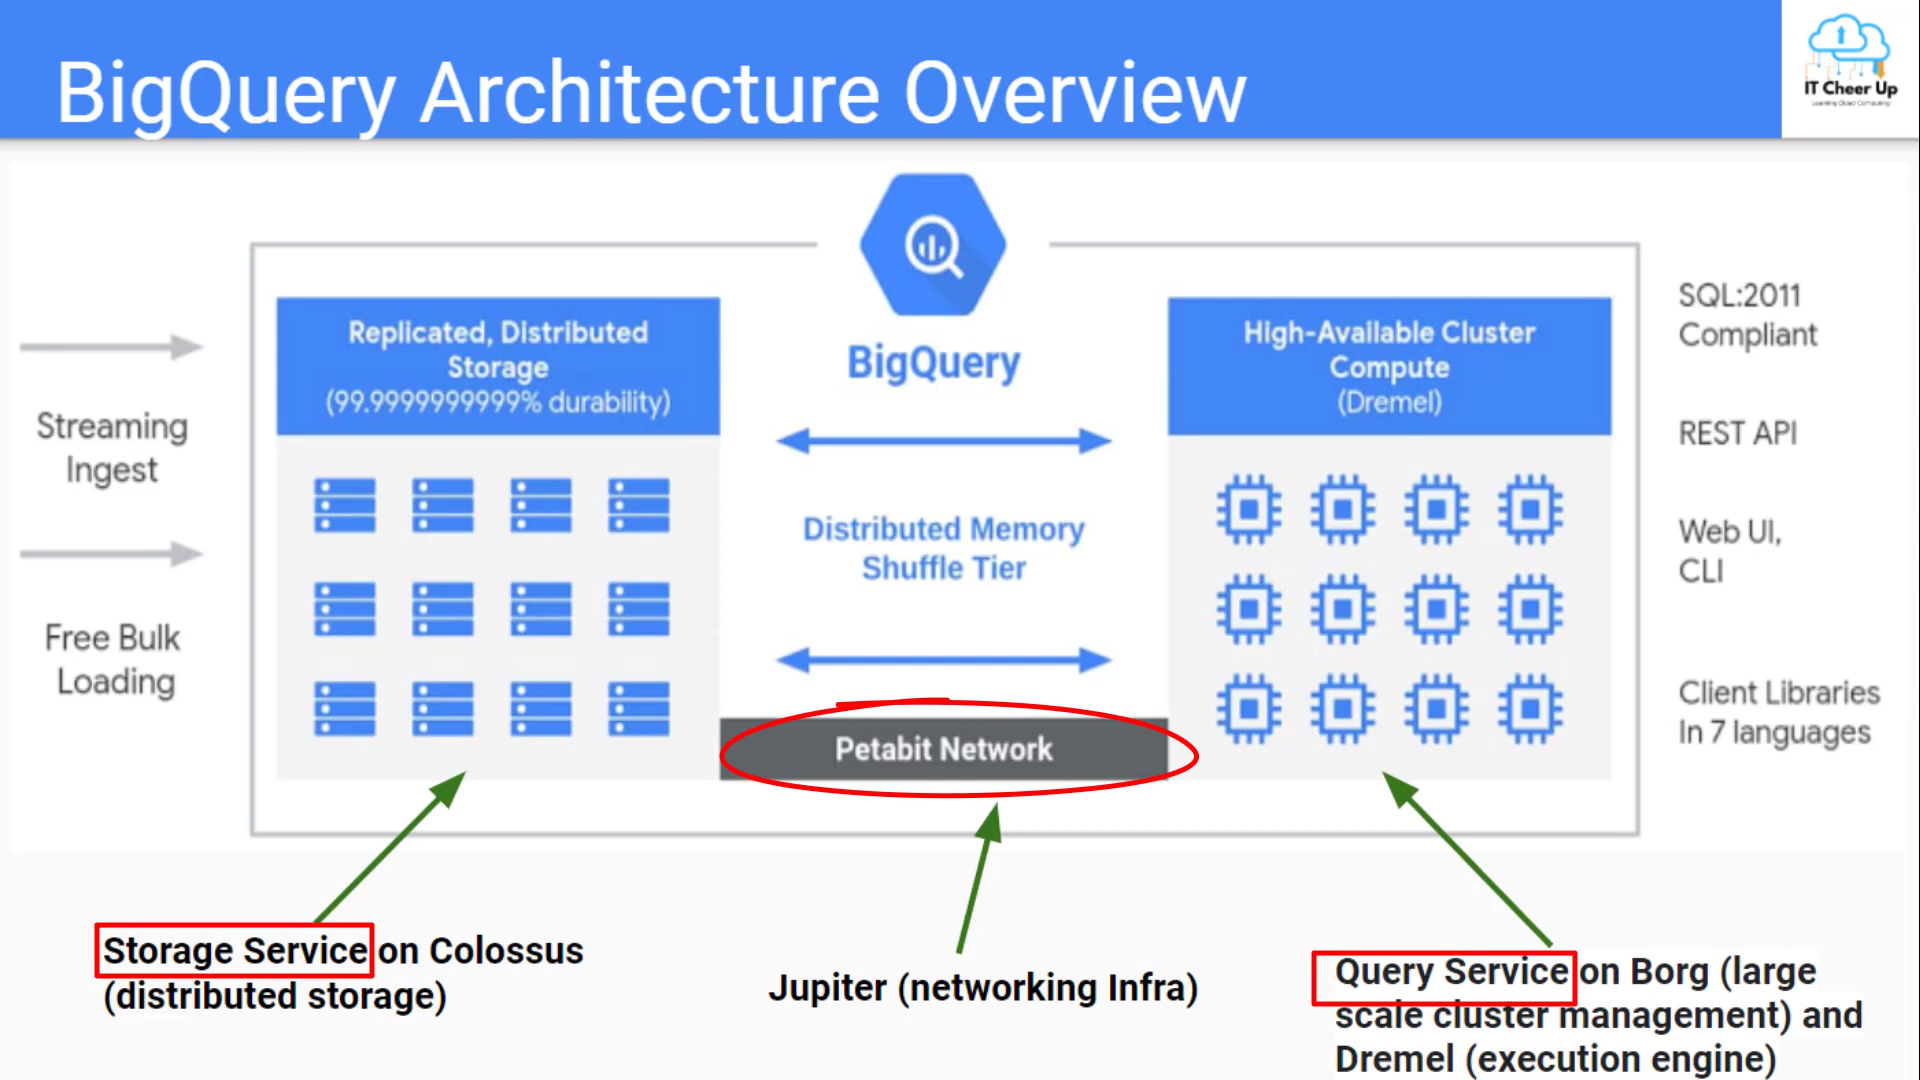 BigQuery Architecture Overview
IT Cheer Up
Learning Cloud Computing
Streaming
Ingest
Free Bulk
Loading
Replicated, Distributed
Storage
(99.9999999999% durability)
BigQuery
Distributed Memory
Shuffle Tier
Petabit Network
High-Available Cluster
Compute
(Dremel)
SQL:2011
Compliant
REST API
Web UI,
CLI
Client Libraries
In 7 languages
Storage Service on Colossus
(distributed storage)
Jupiter (networking Infra)
Query Service on Borg (large
scale cluster management) and
Dremel (execution engine)